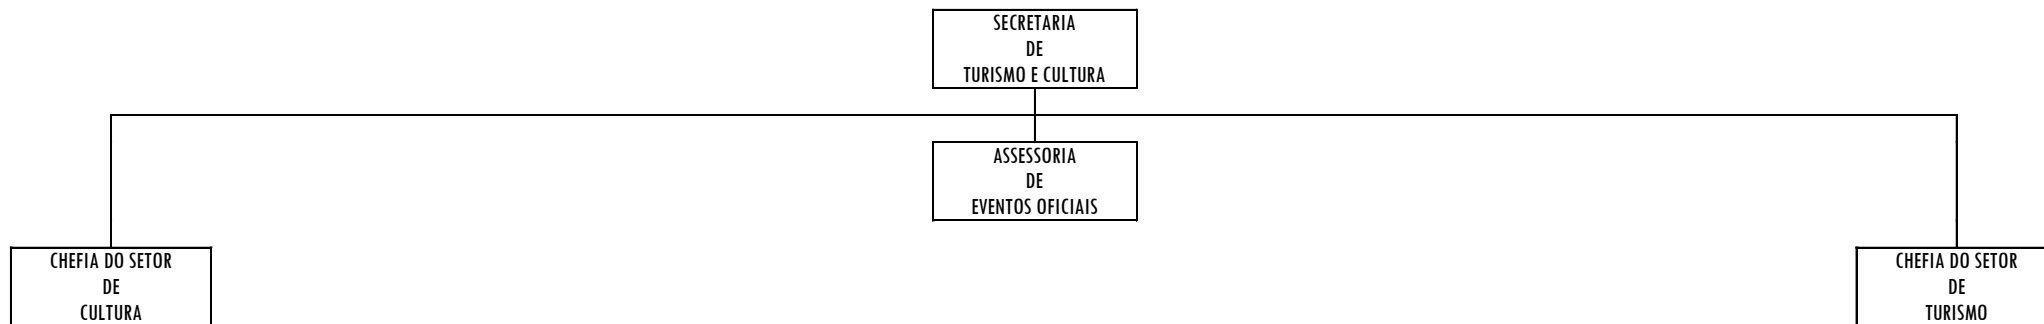 SECRETARIA
DE
TURISMO E CULTURA
ASSESSORIA
DE
EVENTOS OFICIAIS
CHEFIA DO SETOR
DE
CULTURA
CHEFIA DO SETOR
DE
TURISMO